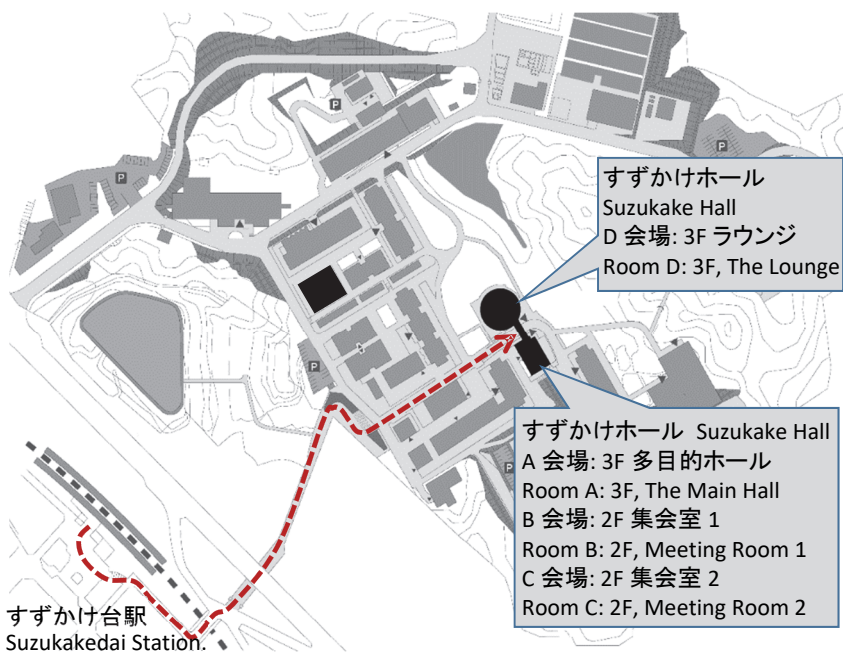 すずかけホール
Suzukake Hall
D 会場: 3F ラウンジ
Room D: 3F, The Lounge
すずかけホール Suzukake Hall
A 会場: 3F 多目的ホール
Room A: 3F, The Main Hall
B 会場: 2F 集会室 1
Room B: 2F, Meeting Room 1
C 会場: 2F 集会室 2
Room C: 2F, Meeting Room 2
すずかけ台駅
Suzukakedai Station.
P
P
P
P
P